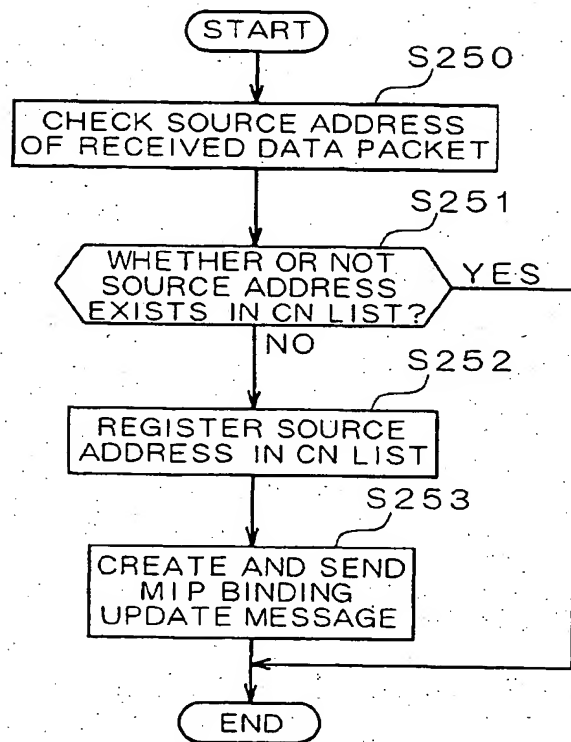 START
S250
CHECK SOURCE ADDRESS
OF RECEIVED DATA PACKET
S251
WHETHER OR NOT
SOURCE ADDRESS
EXISTS IN CN LIST?
YES
NO
S252
REGISTER SOURCE
ADDRESS IN CN LIST
S253
CREATE AND SEND
MIP BINDING
UPDATE MESSAGE
END